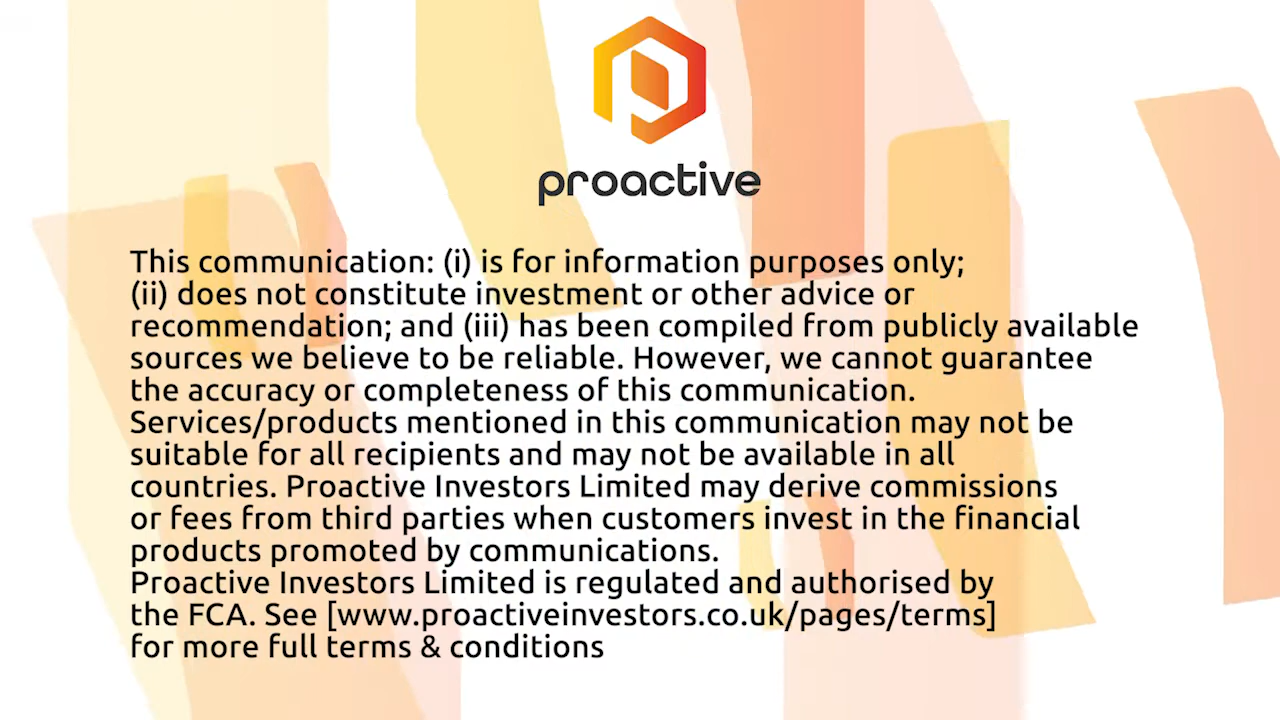 proactive
This communication: (i) is for information purposes only;
(ii) does not constitute investment or other advice or
recommendation; and (iii) has been compiled from publicly available
sources we believe to be reliable. However, we cannot guarantee
the accuracy or completeness of this communication.
Services/products mentioned in this communication may not be
suitable for all recipients and may not be available in all
countries. Proactive Investors Limited may derive commissions
or fees from third parties when customers invest in the financial
products promoted by communications.
Proactive Investors Limited is regulated and authorised by
the FCA. See [www.proactiveinvestors.co.uk/pages/terms]
for more full terms & conditions